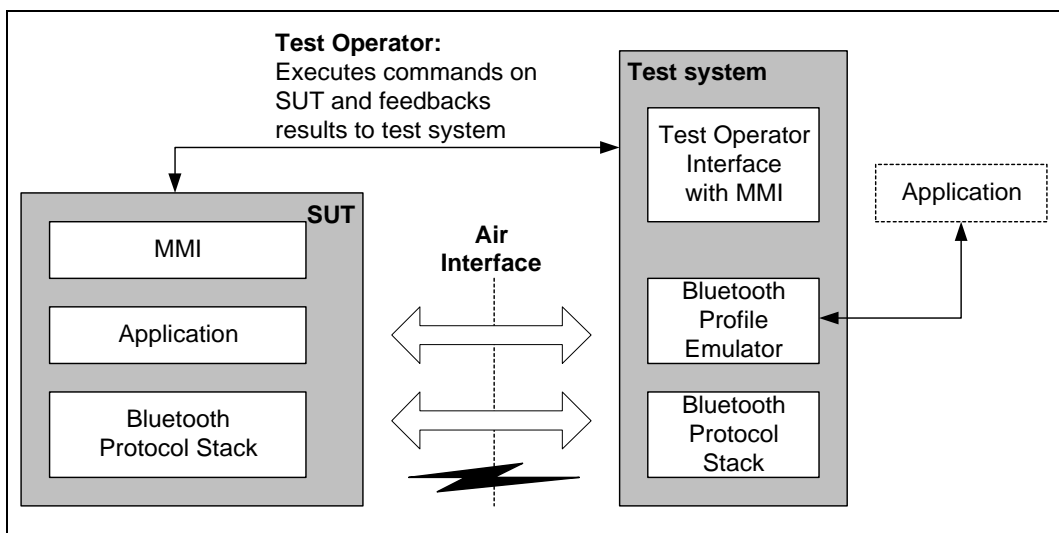 Test Operator:
Executes commands on
SUT and feedbacks
results to test system
Test system
Test Operator
Interface
with MMI
Application
SUT
MMI
Air
Interface
Application
Bluetooth
Profile
Emulator
Bluetooth
Protocol Stack
Bluetooth
Protocol
Stack